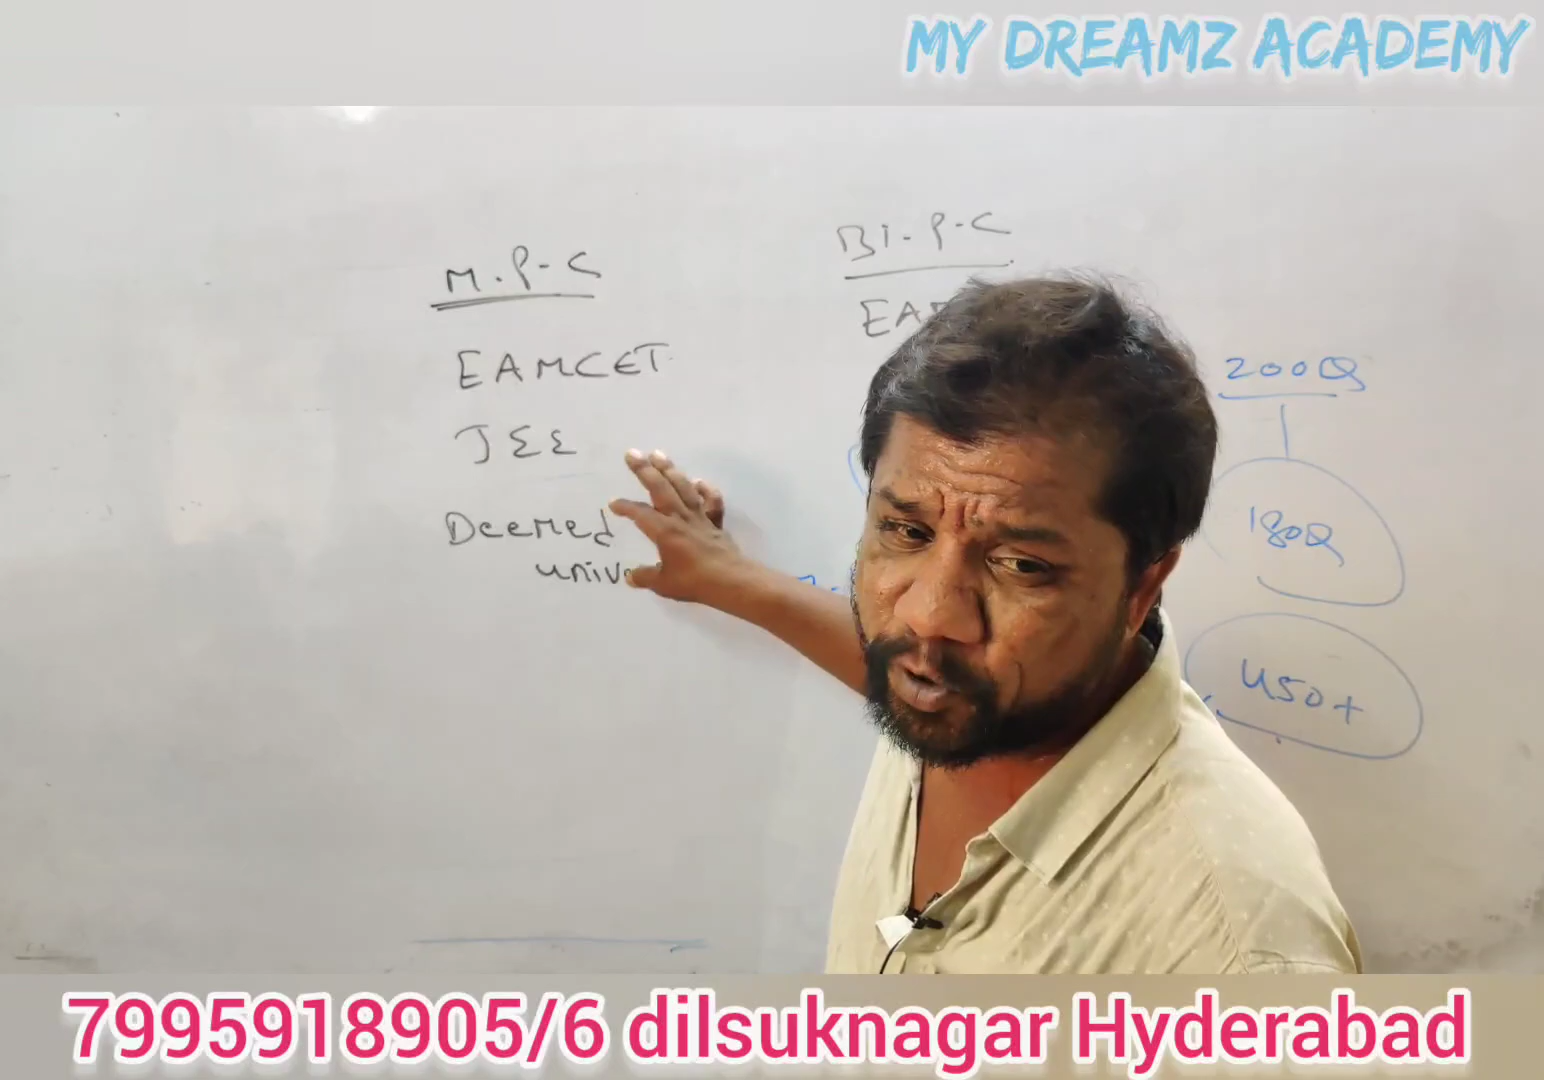 MY DREAMZ ACADEMY
M.P-C
EAMCET
JEE
Deemed
univ
BI-P-C
EA
200Q
180Q
450+
7995918905/6 dilsuknagar Hyderabad